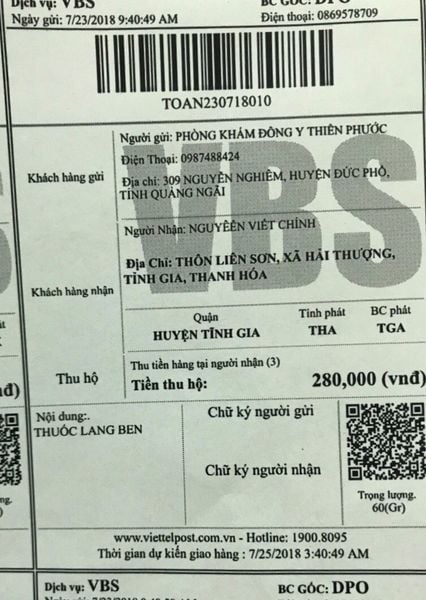 Dịch vụ: VBS BC GỐC: DPO
Ngày gửi: 7/23/2018 9:40:49 AM Điện thoại: 0869578709
TOAN230718010
Khách hàng gửi
Người gửi: PHÒNG KHÁM ĐÔNG Y THIÊN PHƯỚC
Điện Thoại: 0987488424
Địa chỉ: 309 NGUYỄN NGHIÊM, HUYỆN ĐỨC PHỔ,
TỈNH QUẢNG NGÃI
VBS
Khách hàng nhận
Người Nhận: NGUYÊỄN VIẾT CHÍNH
Địa Chỉ: THÔN LIÊN SƠN, XÃ HẢI THƯỢNG,
TỈNH GIA, THANH HÓA
Quận Tỉnh phát BC phát
HUYỆN TĨNH GIA THA TGA
Thu hộ
Thu tiền hàng tại người nhận (3)
Tiền thu hộ: 280,000 (vnđ)
Nội dung:.
THUỐC LANG BEN
Chữ ký người gửi
Chữ ký người nhận
Trọng lượng.
60(Gr)
www.viettelpost.com.vn - Hotline: 1900.8095
Thời gian dự kiến giao hàng : 7/25/2018 3:40:49 AM
Dịch vụ: VBS BC GỐC: DPO